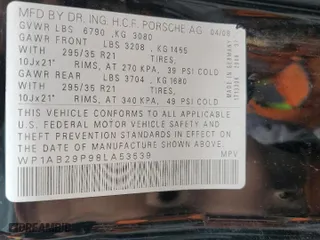 MFD BY DR. ING. H.C.F. PORSCHE AG 04/08
GVWR LBS 6790 ,KG 3080
GAWR FRONT LBS 3208 ,KG 1455
WITH 295/35 R21 TIRES,
10Jx21" RIMS, AT 270 KPA, 39 PSI COLD
GAWR REAR LBS 3704 ,KG 1680
WITH 295/35 R21 TIRES,
10Jx21" RIMS, AT 340 KPA, 49 PSI COLD
THIS VEHICLE CONFORMS TO ALL APPLICABLE
U.S. FEDERAL MOTOR VEHICLE SAFETY AND
THEFT PREVENTION STANDARDS IN EFFECT ON
THE DATE OF MANUFACTURE SHOWN ABOVE.
WP1AB29P98LA53539 MPV